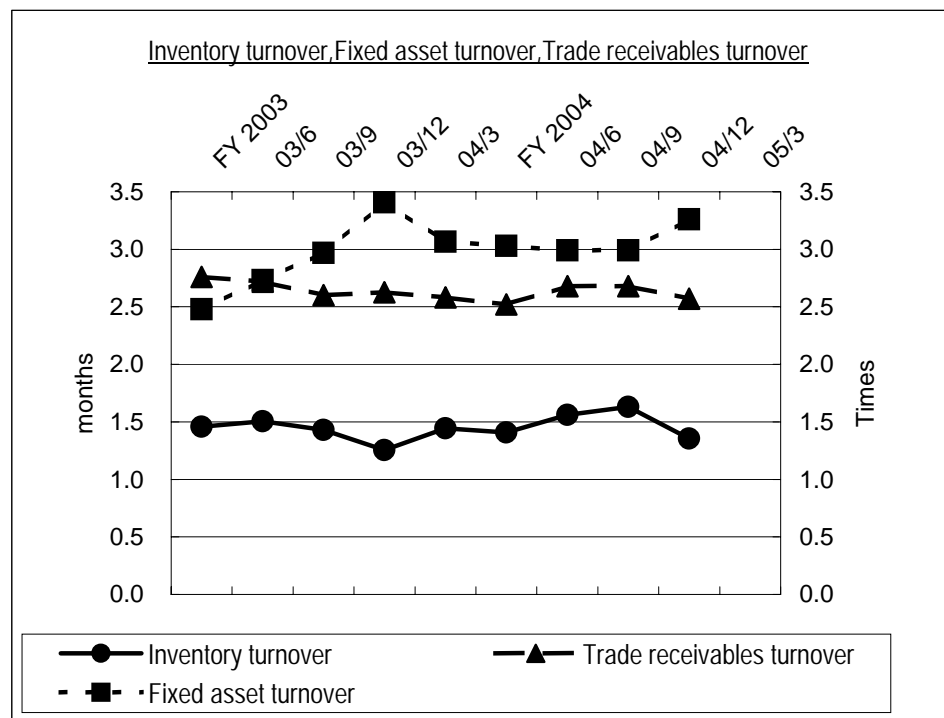 Inventory turnover,Fixed asset turnover,Trade receivables turnover
FY 2003 03/6 03/9 03/12 04/3 FY 2004 04/6 04/9 04/12 05/3
3.5 3.5
3.0 3.0
2.5 2.5
2.0 2.0
1.5 1.5
1.0 1.0
0.5 0.5
0.0 0.0
months
Times
Inventory turnover Trade receivables turnover
Fixed asset turnover